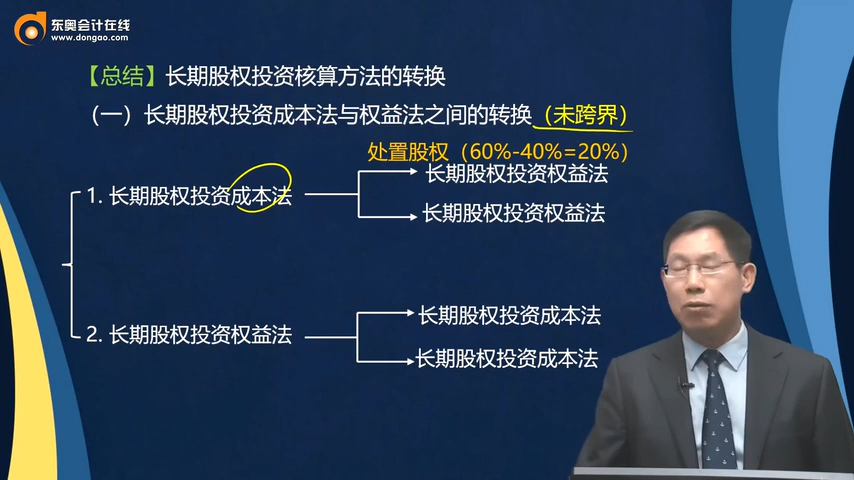 东奥会计在线
www.dongao.com
【总结】长期股权投资核算方法的转换
（一）长期股权投资成本法与权益法之间的转换（未跨界）
处置股权（60%-40%=20%）
1. 长期股权投资成本法
长期股权投资权益法
长期股权投资权益法
2. 长期股权投资权益法
长期股权投资成本法
长期股权投资成本法